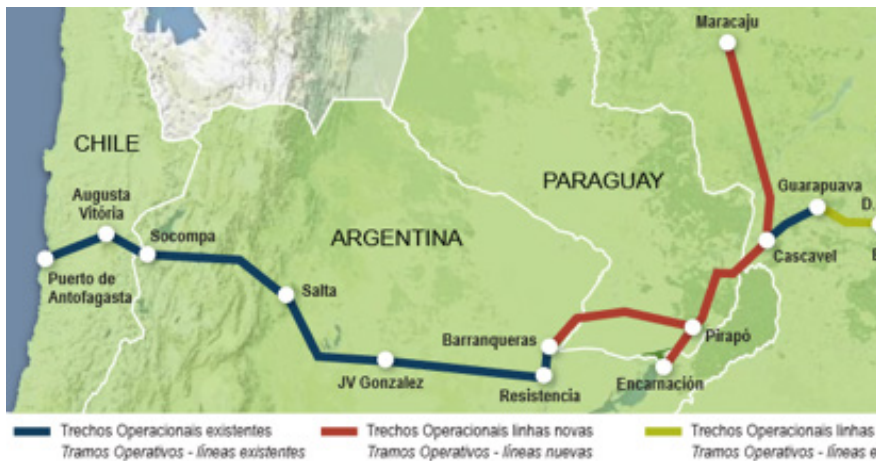 Maracaju
CHILE
PARAGUAY
Guarapuava
Augusta
Vitória
D.
Socompa
ARGENTINA
Cascavel
E
Puerto de
Antofagasta
Salta
Pirapó
Barranqueras
JV Gonzalez
Resistencia
Encarnación
Trechos Operacionais existentes
Tramos Operativos - líneas existentes
Trechos Operacionais linhas novas
Tramos Operativos - líneas nuevas
Trechos Operacionais linhas
Tramos Operativos - líneas e